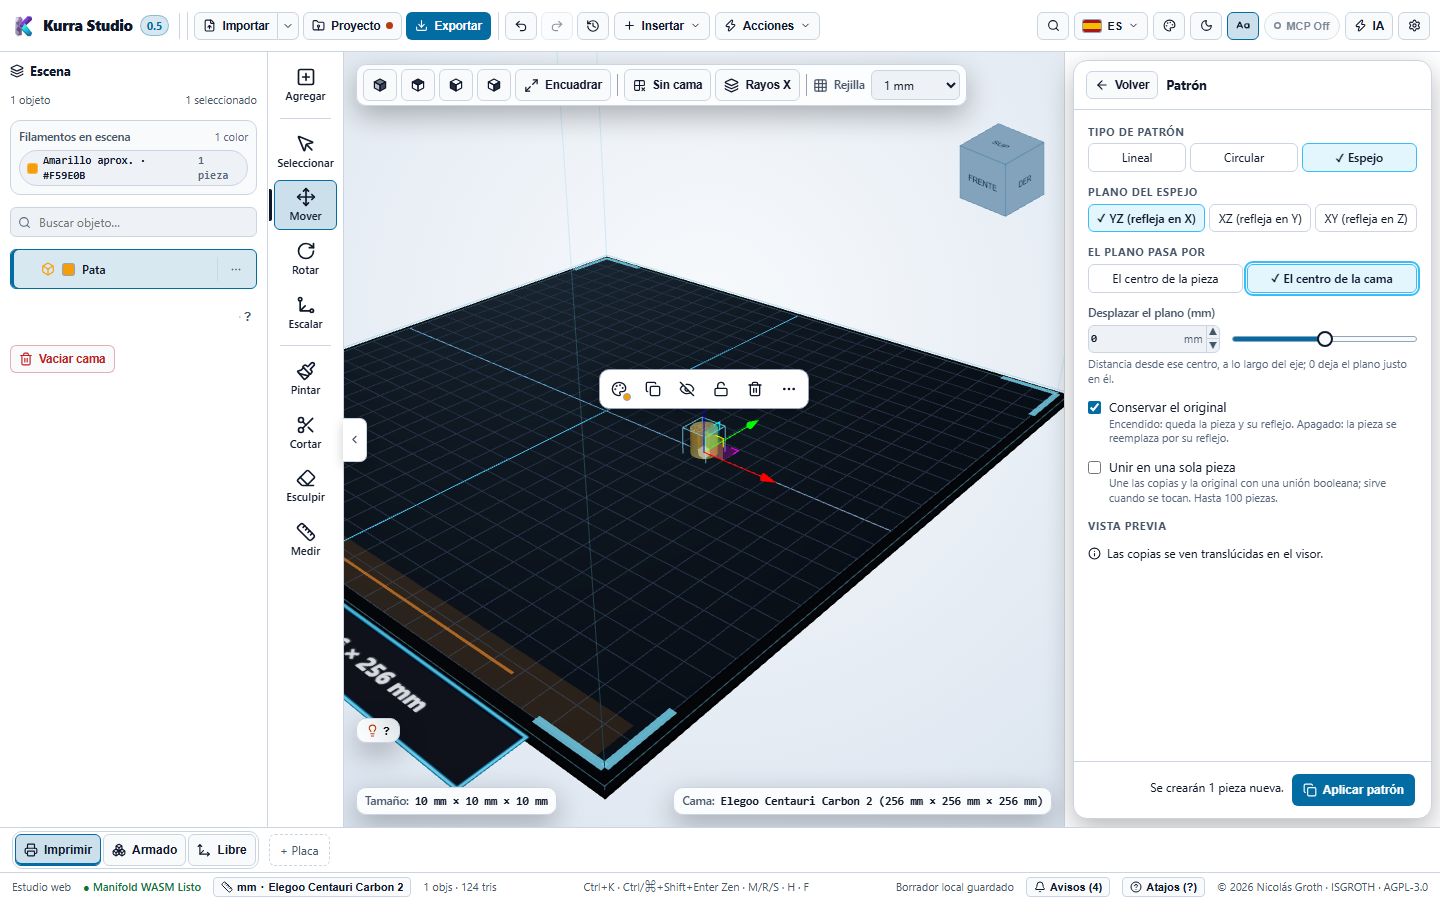 Kurra Studio 0.5
Importar
Proyecto
Exportar
Insertar
Acciones
ES
Aa
MCP Off
IA
Escena
1 objeto
1 seleccionado
Filamentos en escena
1 color
Amarillo aprox. ·
#F59E0B
1
pieza
Buscar objeto...
Pata
?
Vaciar cama
Agregar
Seleccionar
Mover
Rotar
Escalar
Pintar
Cortar
Esculpir
Medir
Encuadrar
Sin cama
Rayos X
Rejilla
1 mm
FRENTE
DER
× 256 mm
?
Tamaño: 10 mm × 10 mm × 10 mm
Cama: Elegoo Centauri Carbon 2 (256 mm × 256 mm × 256 mm)
Volver
Patrón
TIPO DE PATRÓN
Lineal
Circular
✓ Espejo
PLANO DEL ESPEJO
✓ YZ (refleja en X)
XZ (refleja en Y)
XY (refleja en Z)
EL PLANO PASA POR
El centro de la pieza
✓ El centro de la cama
Desplazar el plano (mm)
0
mm
Distancia desde ese centro, a lo largo del eje; 0 deja el plano justo
en él.
Conservar el original
Encendido: queda la pieza y su reflejo. Apagado: la pieza se
reemplaza por su reflejo.
Unir en una sola pieza
Une las copias y la original con una unión booleana; sirve
cuando se tocan. Hasta 100 piezas.
VISTA PREVIA
Las copias se ven translúcidas en el visor.
Se crearán 1 pieza nueva.
Aplicar patrón
Imprimir
Armado
Libre
+ Placa
Estudio web
Manifold WASM Listo
mm · Elegoo Centauri Carbon 2
1 objs · 124 tris
Ctrl+K · Ctrl/⌘+Shift+Enter Zen · M/R/S · H · F
Borrador local guardado
Avisos (4)
Atajos (?)
© 2026 Nicolás Groth · ISGROTH · AGPL-3.0